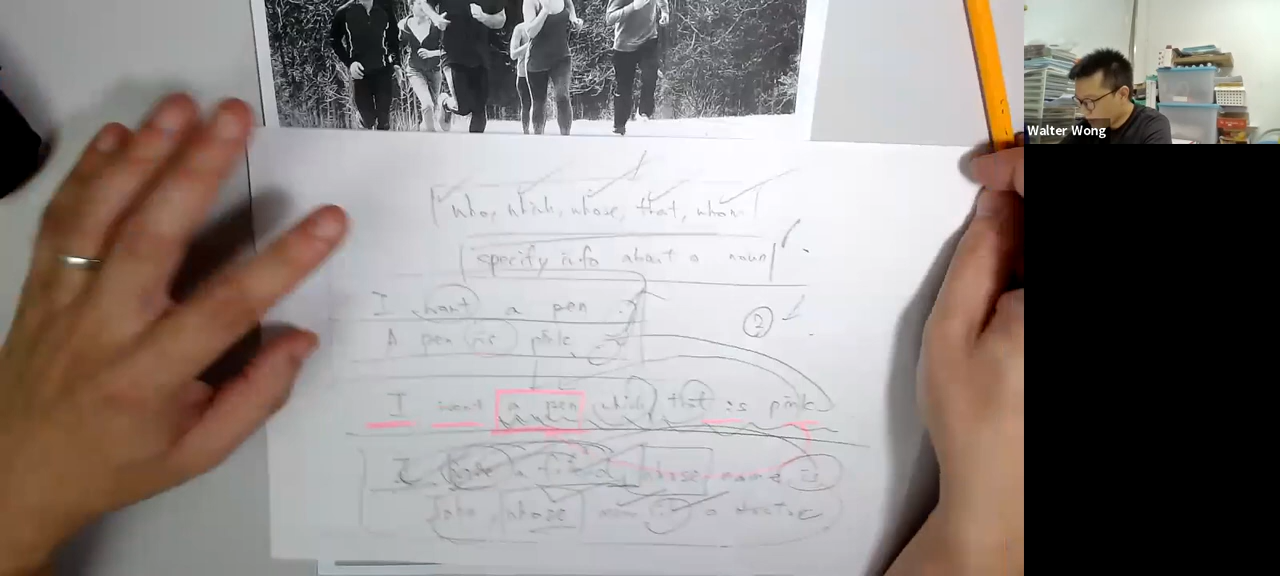 who, which, whose, that, whom
specify info about a noun
I want a pen.
A pen is pink.
2
I want a pen which that is pink
I have a friend, whose name is
John, whose mom is a doctor
Walter Wong